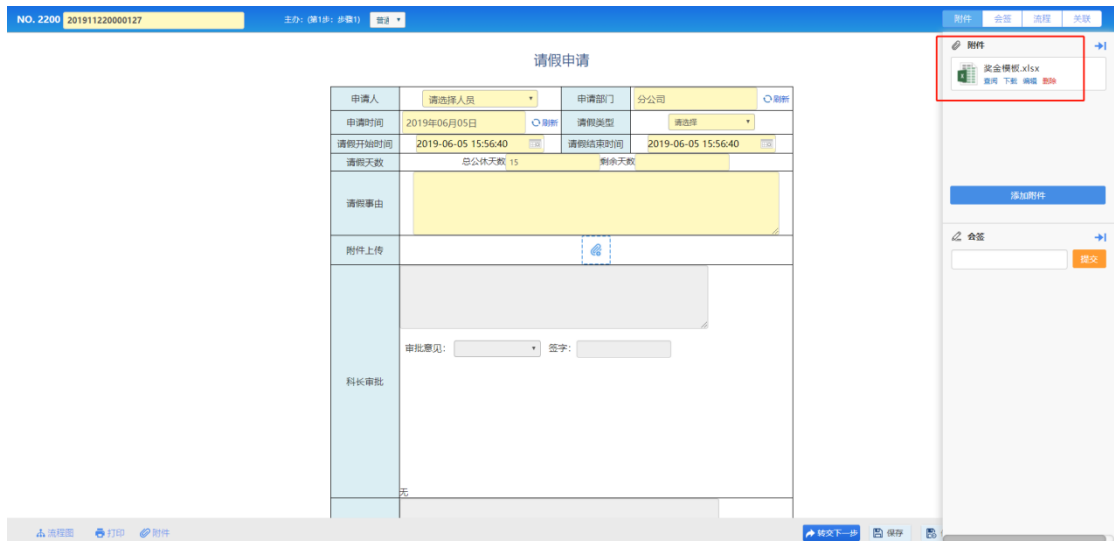 NO. 2200 201911220000127 主办: (第1步: 步骤1) 普通
附件 会签 流程 关联
附件
奖金模板.xlsx
查阅 下载 编辑 删除
添加附件
会签
提交
请假申请
申请人 请选择人员 申请部门 分公司 刷新
申请时间 2019年06月05日 刷新 请假类型 请选择
请假开始时间 2019-06-05 15:56:40 请假结束时间 2019-06-05 15:56:40
请假天数 总公休天数 15 剩余天数
请假事由
附件上传
科长审批
审批意见: 签字:
无
流程图 打印 附件 转交下一步 保存